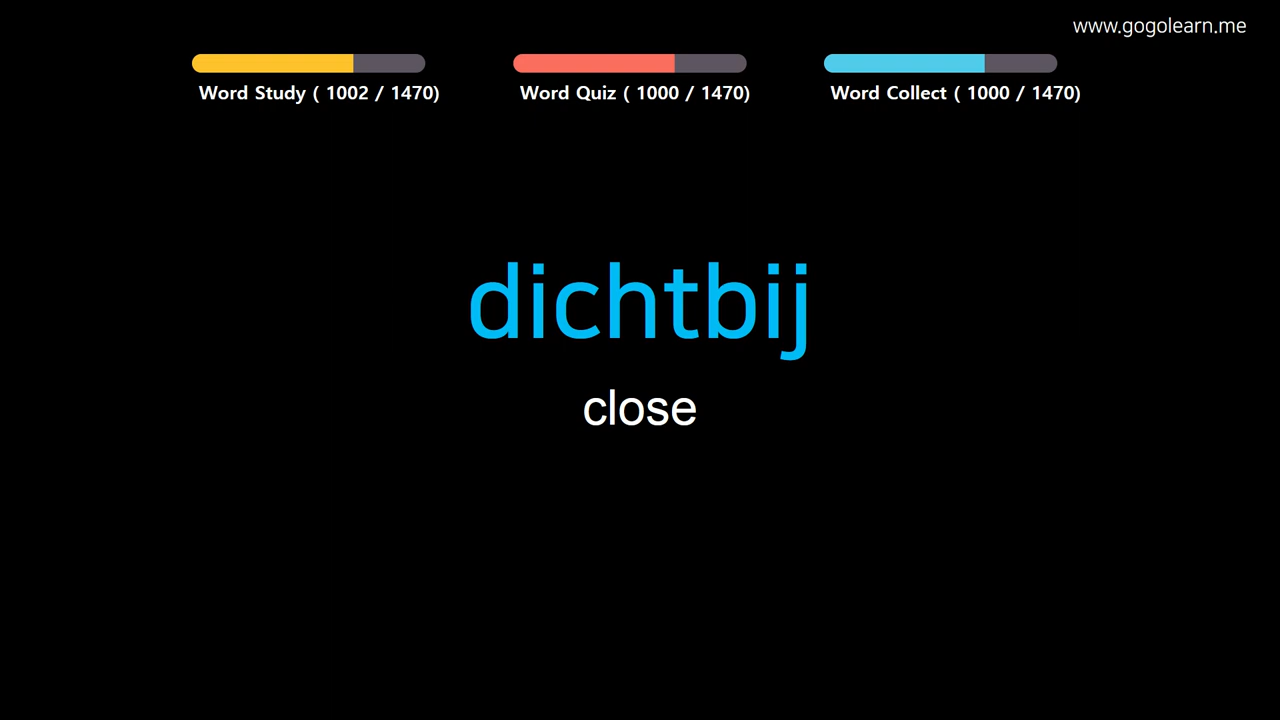 www.gogolearn.me
Word Study ( 1002 / 1470)
Word Quiz ( 1000 / 1470)
Word Collect ( 1000 / 1470)
dichtbij
close